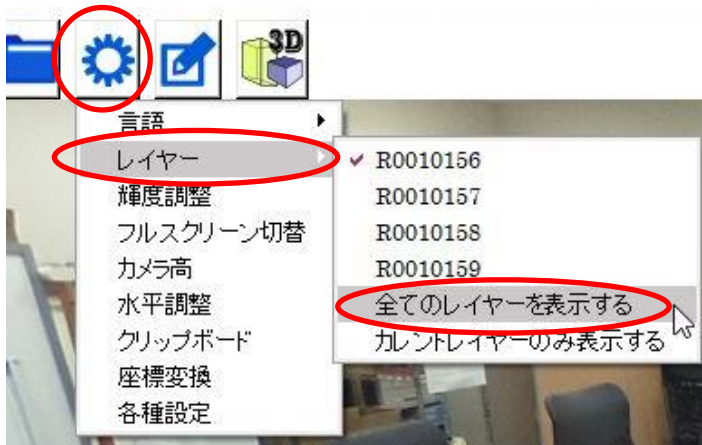 3D
言語
レイヤー
輝度調整
フルスクリーン切替
カメラ高
水平調整
クリップボード
座標変換
各種設定
R0010156
R0010157
R0010158
R0010159
全てのレイヤーを表示する
カレントレイヤーのみ表示する